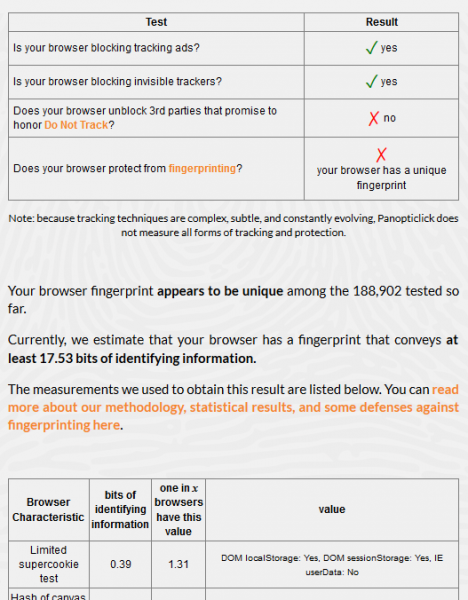 Test Result
Is your browser blocking tracking ads? ✓ yes
Is your browser blocking invisible trackers? ✓ yes
Does your browser unblock 3rd parties that promise to
honor Do Not Track? ✗ no
Does your browser protect from fingerprinting? ✗
your browser has a unique
fingerprint
Note: because tracking techniques are complex, subtle, and constantly evolving, Panopticlick does
not measure all forms of tracking and protection.
Your browser fingerprint appears to be unique among the 188,902 tested so
far.
Currently, we estimate that your browser has a fingerprint that conveys at
least 17.53 bits of identifying information.
The measurements we used to obtain this result are listed below. You can read
more about our methodology, statistical results, and some defenses against
fingerprinting here.
Browser
Characteristic
bits of
identifying
information
one in x
browsers
have this
value
value
Limited
supercookie
test
0.39
1.31
DOM localStorage: Yes, DOM sessionStorage: Yes, IE
userData: No
Hash of canvas